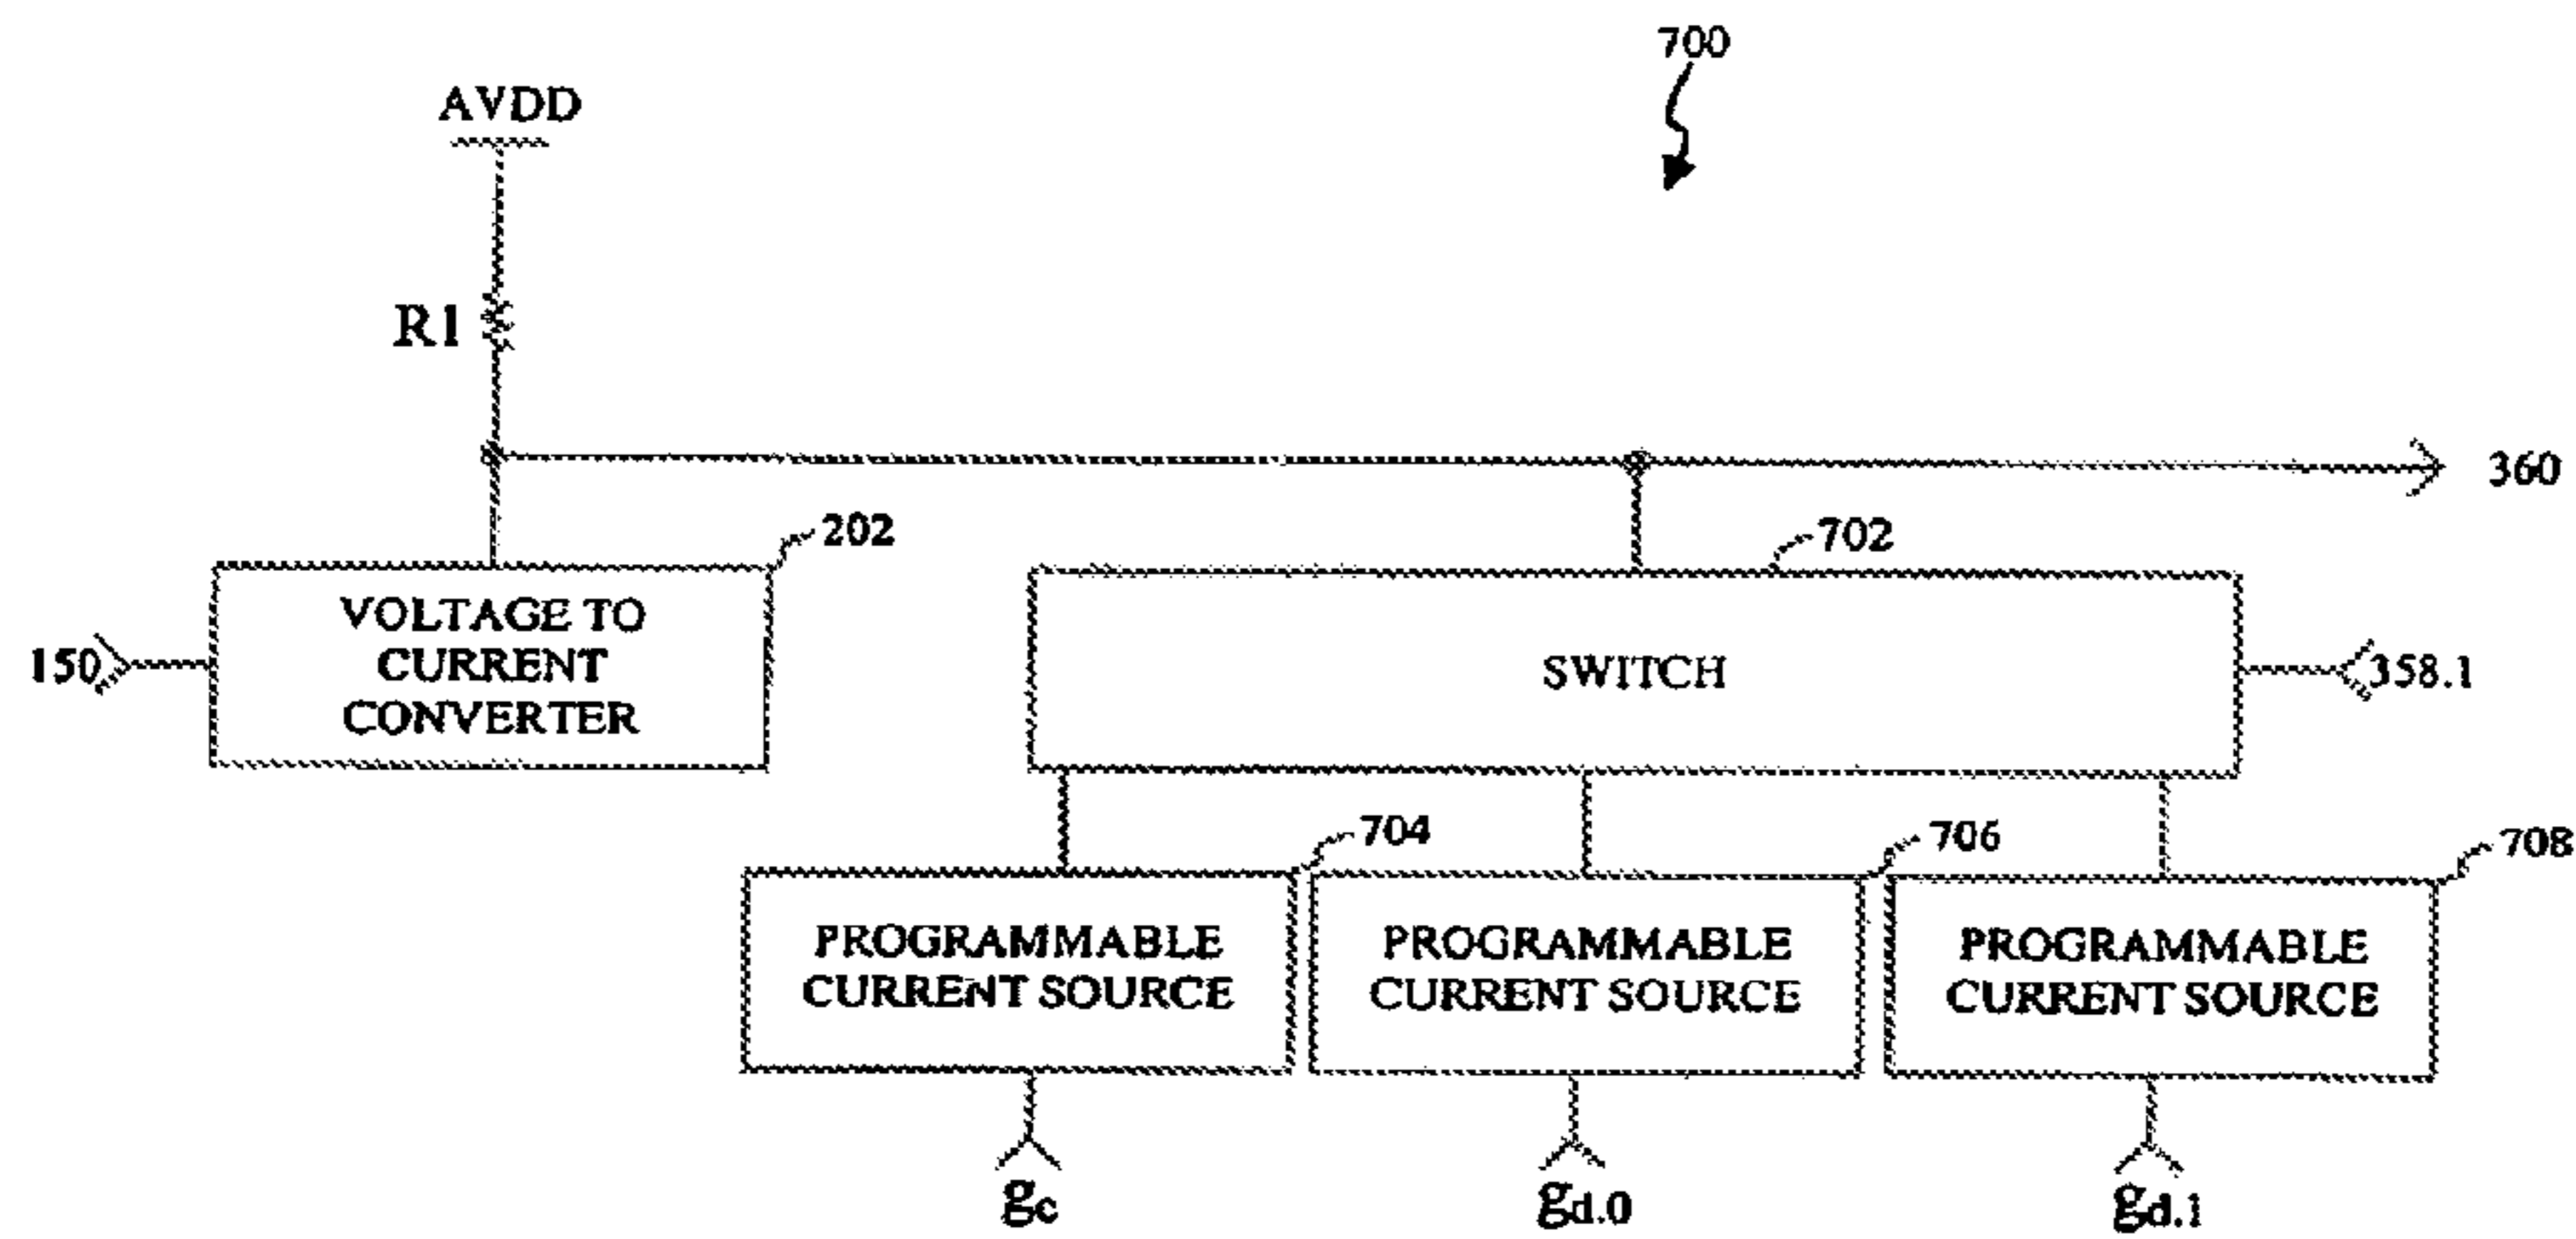 700
AVDD
R1
360
202
702
VOLTAGE TO
CURRENT
CONVERTER
150
SWITCH
358.1
704
706
708
PROGRAMMABLE
CURRENT SOURCE
PROGRAMMABLE
CURRENT SOURCE
PROGRAMMABLE
CURRENT SOURCE
gc
gd.0
gd.1